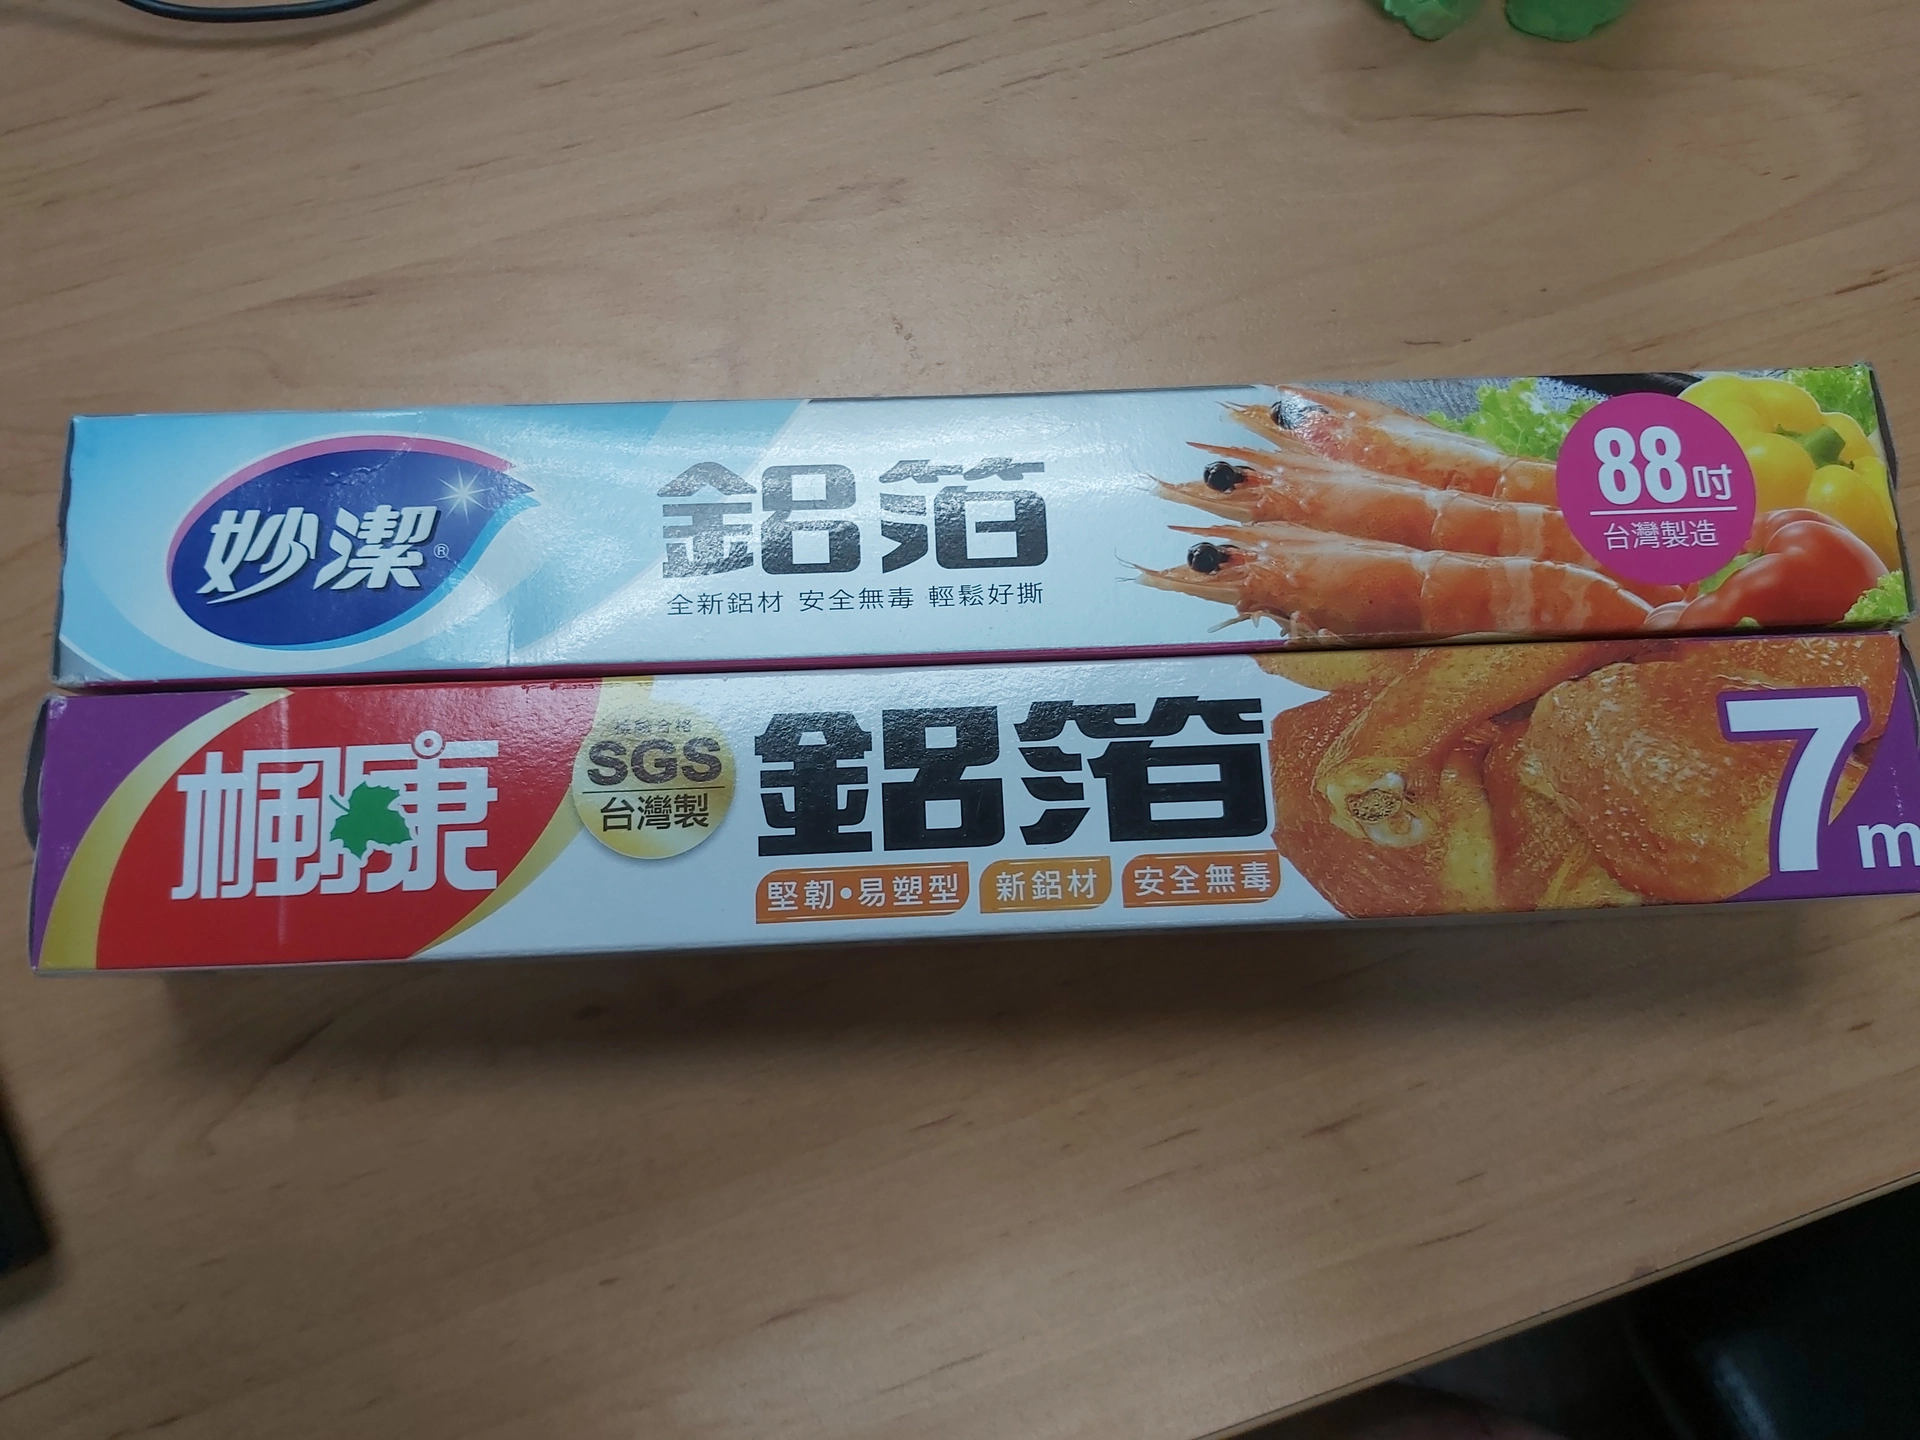 妙潔®
鋁箔
全新鋁材 安全無毒 輕鬆好撕
88吋
台灣製造
楓康
SGS
台灣製
鋁箔
堅韌•易塑型 新鋁材 安全無毒
7m